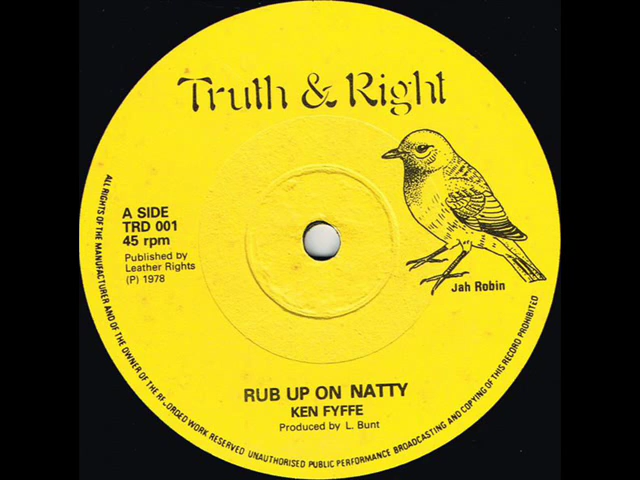 Truth & Right
A SIDE
TRD 001
45 rpm
Published by
Leather Rights
(P) 1978
Jah Robin
RUB UP ON NATTY
KEN FYFFE
Produced by L. Bunt
ALL RIGHTS OF THE MANUFACTURER AND OF THE OWNER OF THE RECORDED WORK RESERVED UNAUTHORISED PUBLIC PERFORMANCE BROADCASTING AND COPYING OF THIS RECORD PROHIBITED